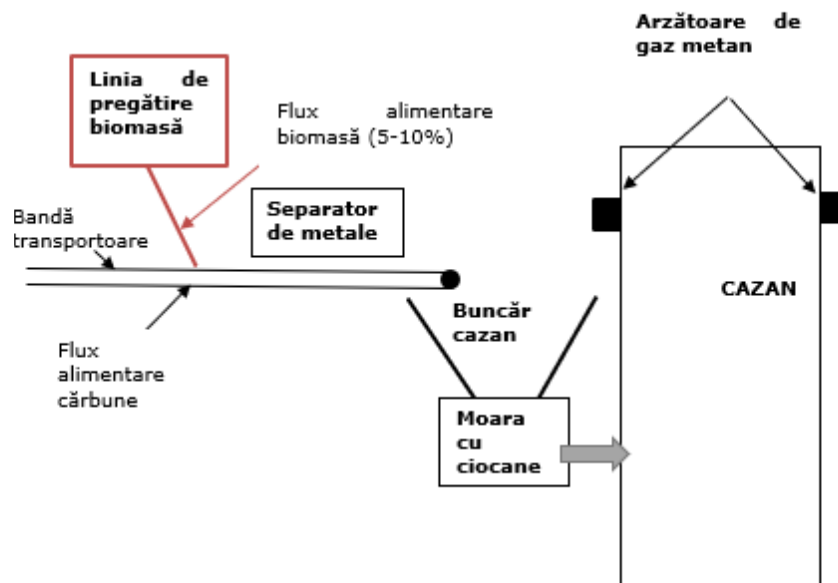 Arzătoare de
gaz metan
Linia de
pregătire
biomasă
Flux alimentare
biomasă (5-10%)
Separator
de metale
Bandă
transportoare
CAZAN
Buncăr
cazan
Flux
alimentare
cărbune
Moara
cu
ciocane